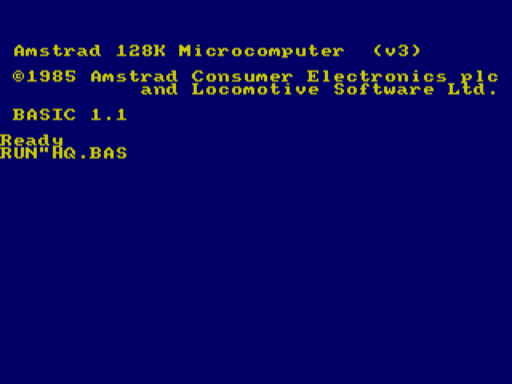 Amstrad 128K Microcomputer (v3)
©1985 Amstrad Consumer Electronics plc
and Locomotive Software Ltd.
BASIC 1.1
Ready
RUN"HQ.BAS